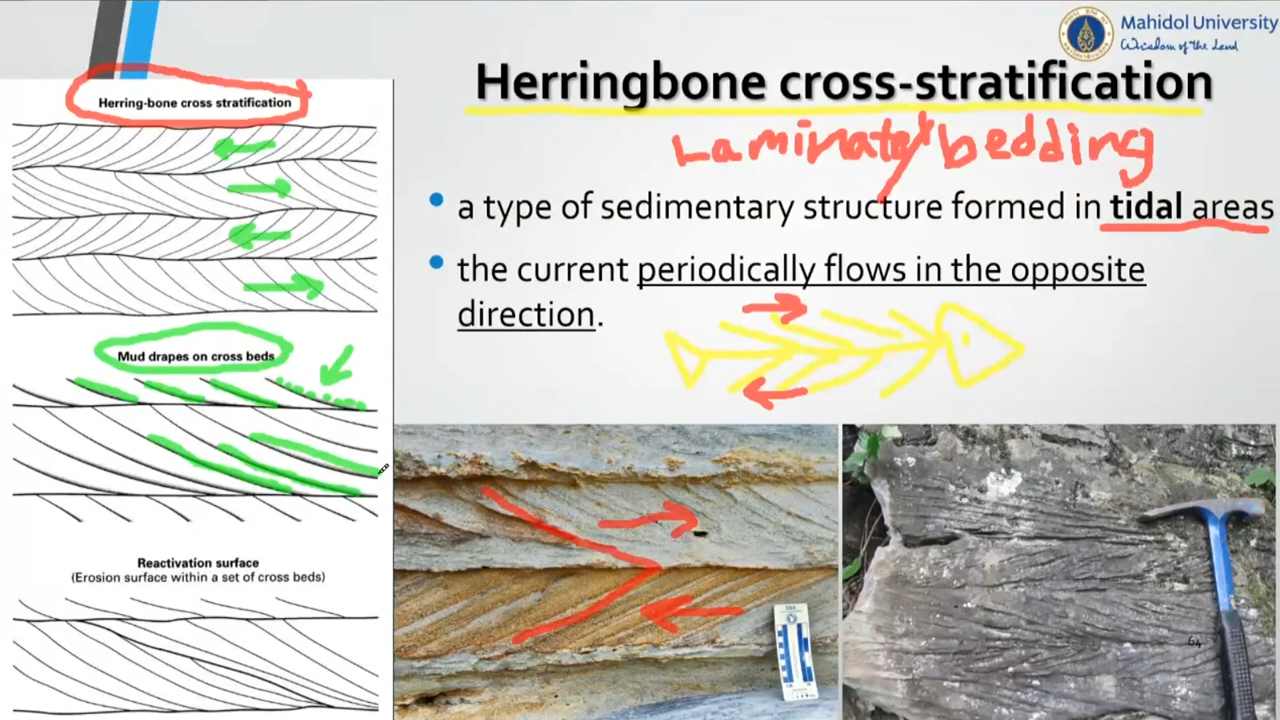 Mahidol University
Wisdom of the Land
Herringbone cross-stratification
Laminate/bedding
• a type of sedimentary structure formed in tidal areas
• the current periodically flows in the opposite
direction.
Herring-bone cross stratification
Mud drapes on cross beds
Reactivation surface
(Erosion surface within a set of cross beds)
64